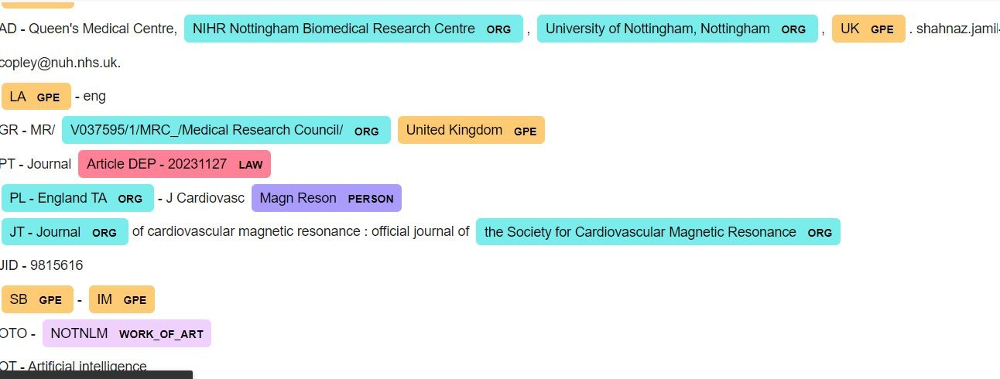 AD - Queen's Medical Centre, NIHR Nottingham Biomedical Research Centre ORG , University of Nottingham, Nottingham ORG , UK GPE . shahnaz.jamil-
copley@nuh.nhs.uk.
LA GPE - eng
GR - MR/ V037595/1/MRC_/Medical Research Council/ ORG United Kingdom GPE
PT - Journal Article DEP - 20231127 LAW
PL - England TA ORG - J Cardiovasc Magn Reson PERSON
JT - Journal ORG of cardiovascular magnetic resonance : official journal of the Society for Cardiovascular Magnetic Resonance ORG
JID - 9815616
SB GPE - IM GPE
OTO - NOTNLM WORK_OF_ART
OT - Artificial intelligence